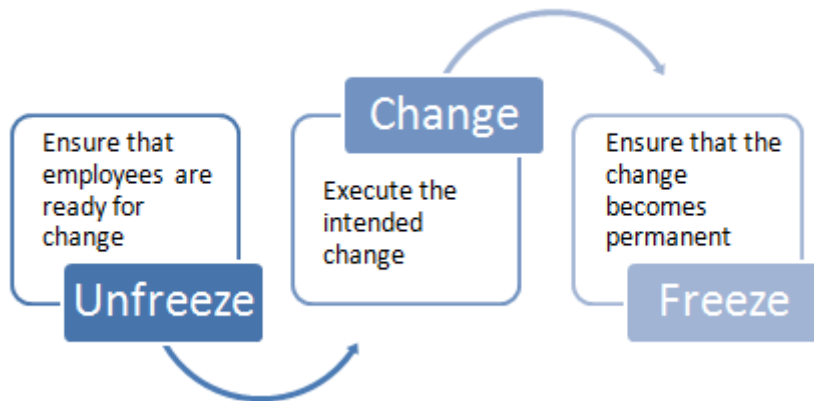 Ensure that
employees are
ready for
change
Unfreeze
Change
Execute the
intended
change
Ensure that the
change
becomes
permanent
Freeze